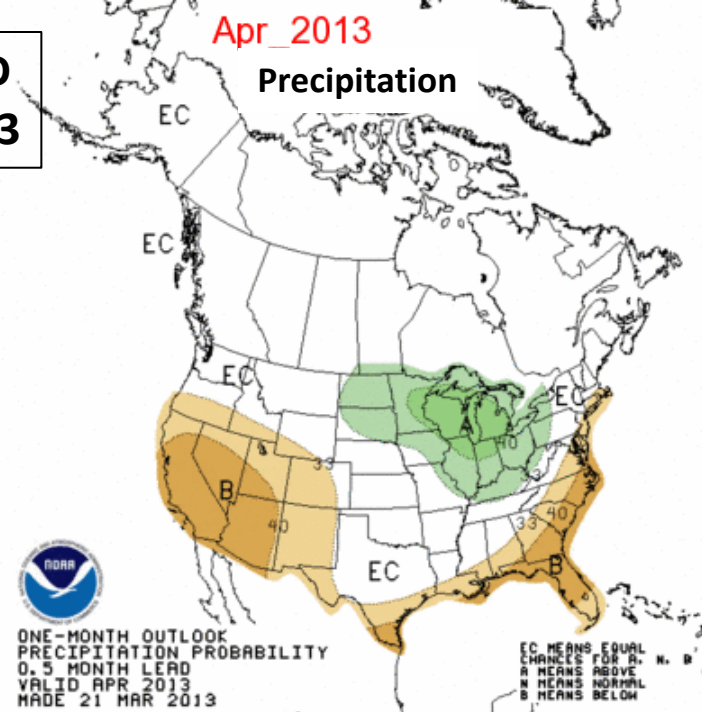 Apr_2013
Precipitation
3
EC
EC
EC
EC
A
40
33
33
B
40
33
40
B
EC
NOAA
ONE-MONTH OUTLOOK
PRECIPITATION PROBABILITY
0.5 MONTH LEAD
VALID APR 2013
MADE 21 MAR 2013
EC MEANS EQUAL
CHANCES FOR A, N, B
A MEANS ABOVE
N MEANS NORMAL
B MEANS BELOW